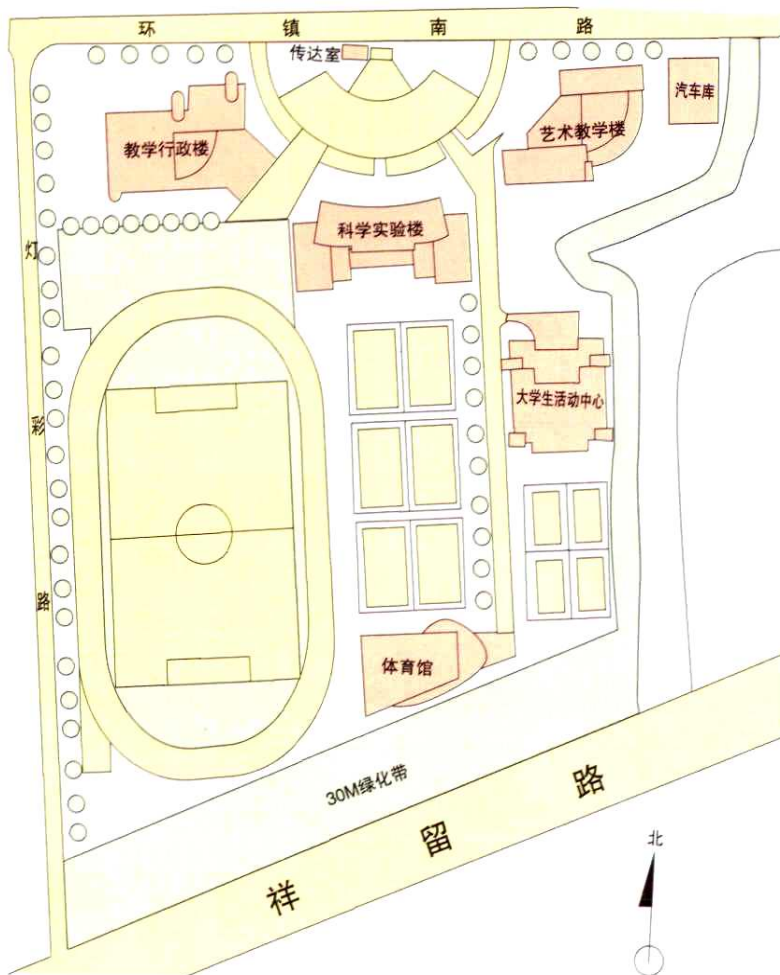 环镇南路
传达室
汽车库
艺术教学楼
教学行政楼
科学实验楼
灯彩路
大学生活动中心
体育馆
30M绿化带
祥留路
北